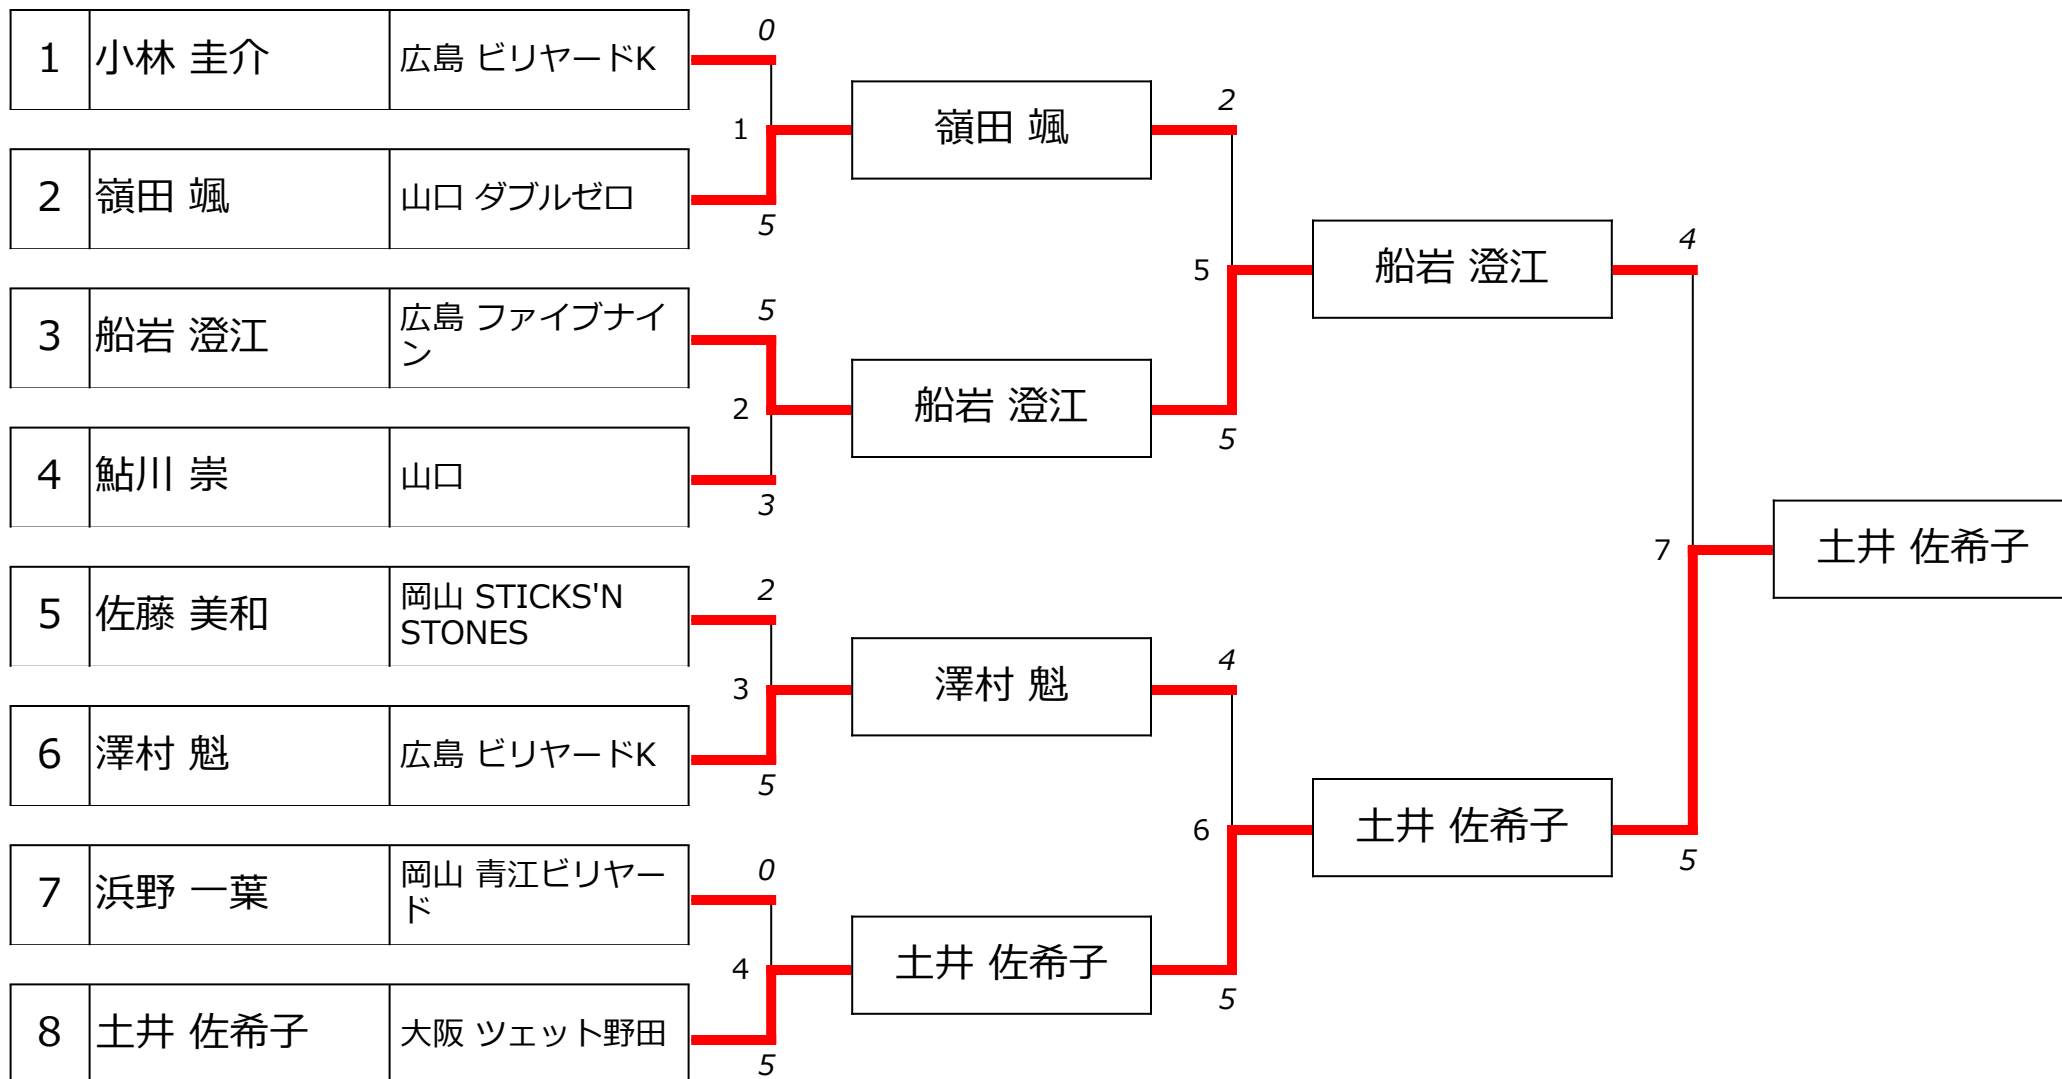 1 小林 圭介 広島 ビリヤードK
0
1
嶺田 颯
2
2 嶺田 颯 山口 ダブルゼロ
5
5
船岩 澄江
4
3 船岩 澄江 広島 ファイブナイ
ン
5
2
船岩 澄江
5
4 鮎川 崇 山口
3
7
土井 佐希子
5 佐藤 美和 岡山 STICKS'N
STONES
2
3
澤村 魁
4
6 澤村 魁 広島 ビリヤードK
5
6
土井 佐希子
5
7 浜野 一葉 岡山 青江ビリヤー
ド
0
4
土井 佐希子
5
8 土井 佐希子 大阪 ツェット野田
5